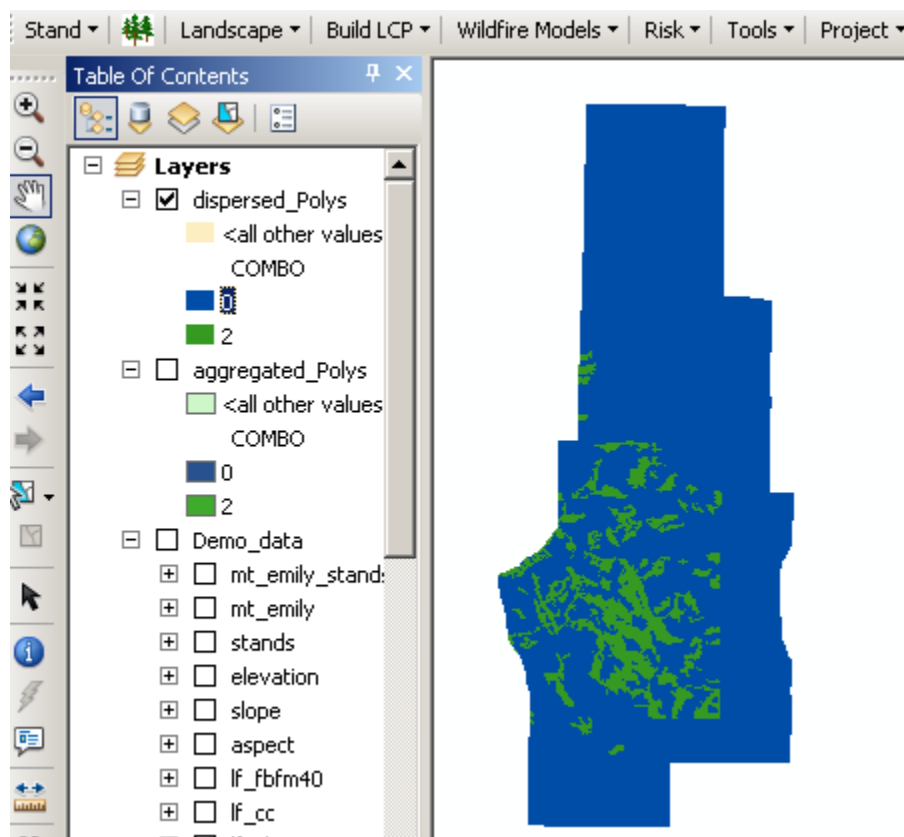 Stand Landscape Build LCP Wildfire Models Risk Tools Project
Table Of Contents
Layers
dispersed_Polys
<all other values
COMBO
0
2
aggregated_Polys
<all other values
COMBO
0
2
Demo_data
mt_emily_stand
mt_emily
stands
elevation
slope
aspect
lf_fbfm40
lf_cc